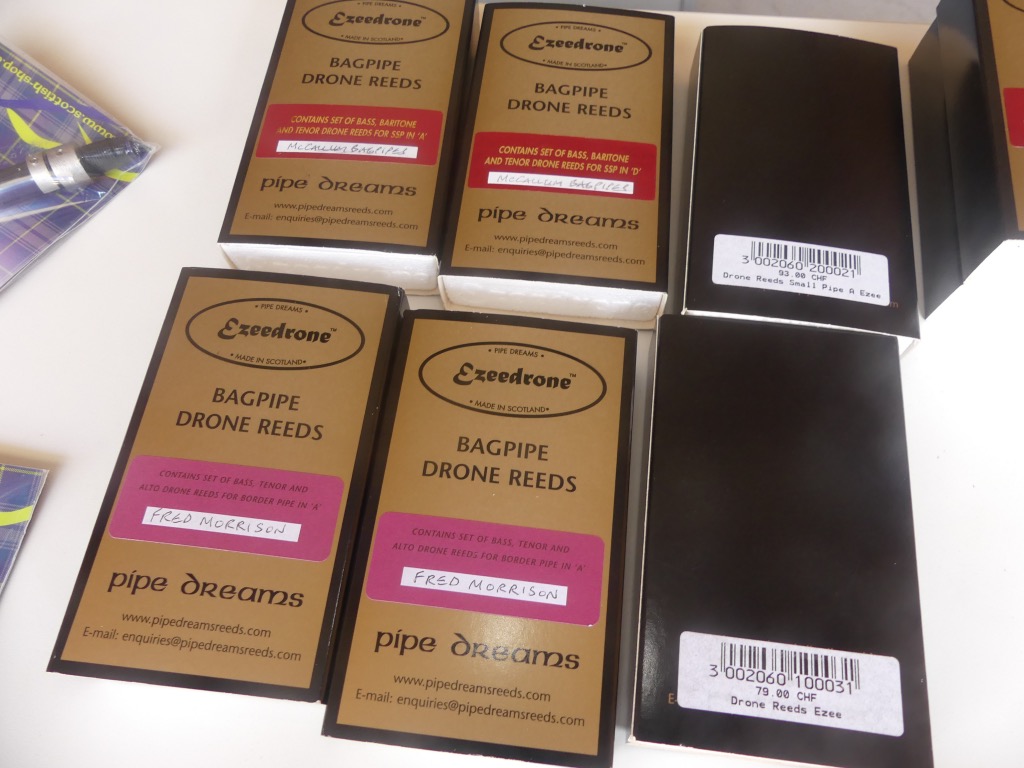 www.scottish-shop.
Ezeedrone™
• MADE IN SCOTLAND •
BAGPIPE
DRONE REEDS
CONTAINS SET OF BASS, BARITONE
AND TENOR DRONE REEDS FOR SSP IN 'A'
McCALLUM BAGPIPES
pipe dreams
www.pipedreamsreeds.com
E-mail: enquiries@pipedreamsreeds.com
• PIPE DREAMS •
Ezeedrone™
• MADE IN SCOTLAND •
BAGPIPE
DRONE REEDS
CONTAINS SET OF BASS, BARITONE
AND TENOR DRONE REEDS FOR SSP IN 'D'
McCALLUM BAGPIPES
pipe dreams
www.pipedreamsreeds.com
E-mail: enquiries@pipedreamsreeds.com
3 002060 200021
93.00 CHF
Drone Reeds Small Pipe A Ezee
• PIPE DREAMS •
Ezeedrone™
• MADE IN SCOTLAND •
BAGPIPE
DRONE REEDS
CONTAINS SET OF BASS, TENOR AND
ALTO DRONE REEDS FOR BORDER PIPE IN 'A'
FRED MORRISON
pipe dreams
www.pipedreamsreeds.com
E-mail: enquiries@pipedreamsreeds.com
• PIPE DREAMS •
Ezeedrone™
• MADE IN SCOTLAND •
BAGPIPE
DRONE REEDS
CONTAINS SET OF BASS, TENOR AND
ALTO DRONE REEDS FOR BORDER PIPE IN 'A'
FRED MORRISON
pipe dreams
www.pipedreamsreeds.com
E-mail: enquiries@pipedreamsreeds.com
3 002060 100031
79.00 CHF
Drone Reeds Ezee